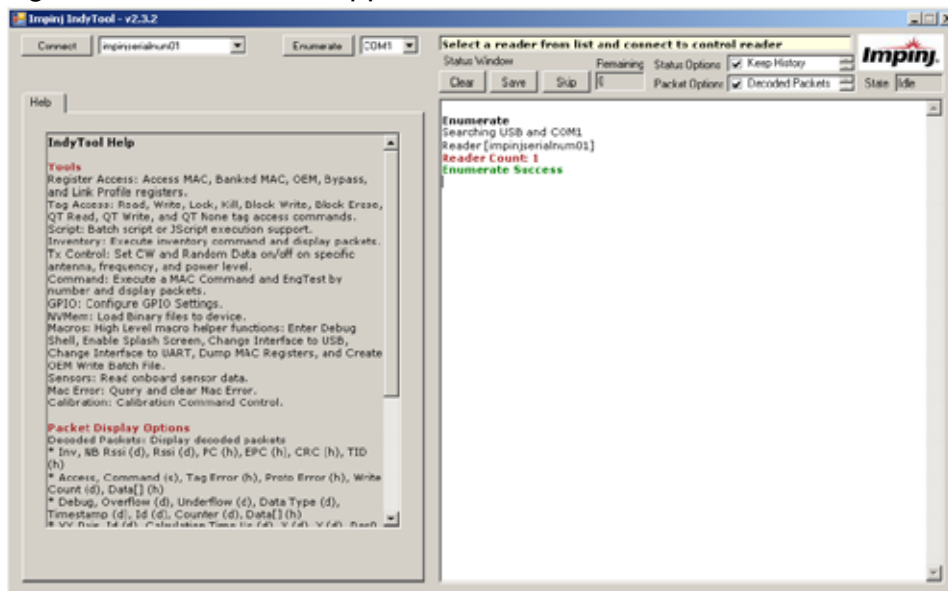 Impinj IndyTool - v2.3.2
Connect impinjserialnum01 Enumerate COM1
Select a reader from list and connect to control reader
Status Window Remaining Status Options Keep History
Clear Save Skip 0 Packet Options Decoded Packets State Idle
Impinj.
Help
IndyTool Help
Tools
Register Access: Access MAC, Banked MAC, OEM, Bypass,
and Link Profile registers.
Tag Access: Read, Write, Lock, Kill, Block Write, Block Erase,
QT Read, QT Write, and QT None tag access commands.
Script: Batch script or JScript execution support.
Inventory: Execute inventory command and display packets.
Tx Control: Set CW and Random Data on/off on specific
antenna, frequency, and power level.
Command: Execute a MAC Command and EngTest by
number and display packets.
GPIO: Configure GPIO Settings.
NVMem: Load Binary files to device.
Macros: High Level macro helper functions: Enter Debug
Shell, Enable Splash Screen, Change Interface to USB,
Change Interface to UART, Dump MAC Registers, and Create
OEM Write Batch File.
Sensors: Read onboard sensor data.
Mac Error: Query and clear Mac Error.
Calibration: Calibration Command Control.
Packet Display Options
Decoded Packets: Display decoded packets
* Inv, NB Rssi (d), Rssi (d), PC (h), EPC (h), CRC (h), TID
(h)
* Access, Command (s), Tag Error (h), Proto Error (h), Write
Count (d), Data[] (h)
* Debug, Overflow (d), Underflow (d), Data Type (d),
Timestamp (d), Id (d), Counter (d), Data[] (h)
Enumerate
Searching USB and COM1
Reader [impinjserialnum01]
Reader Count: 1
Enumerate Success